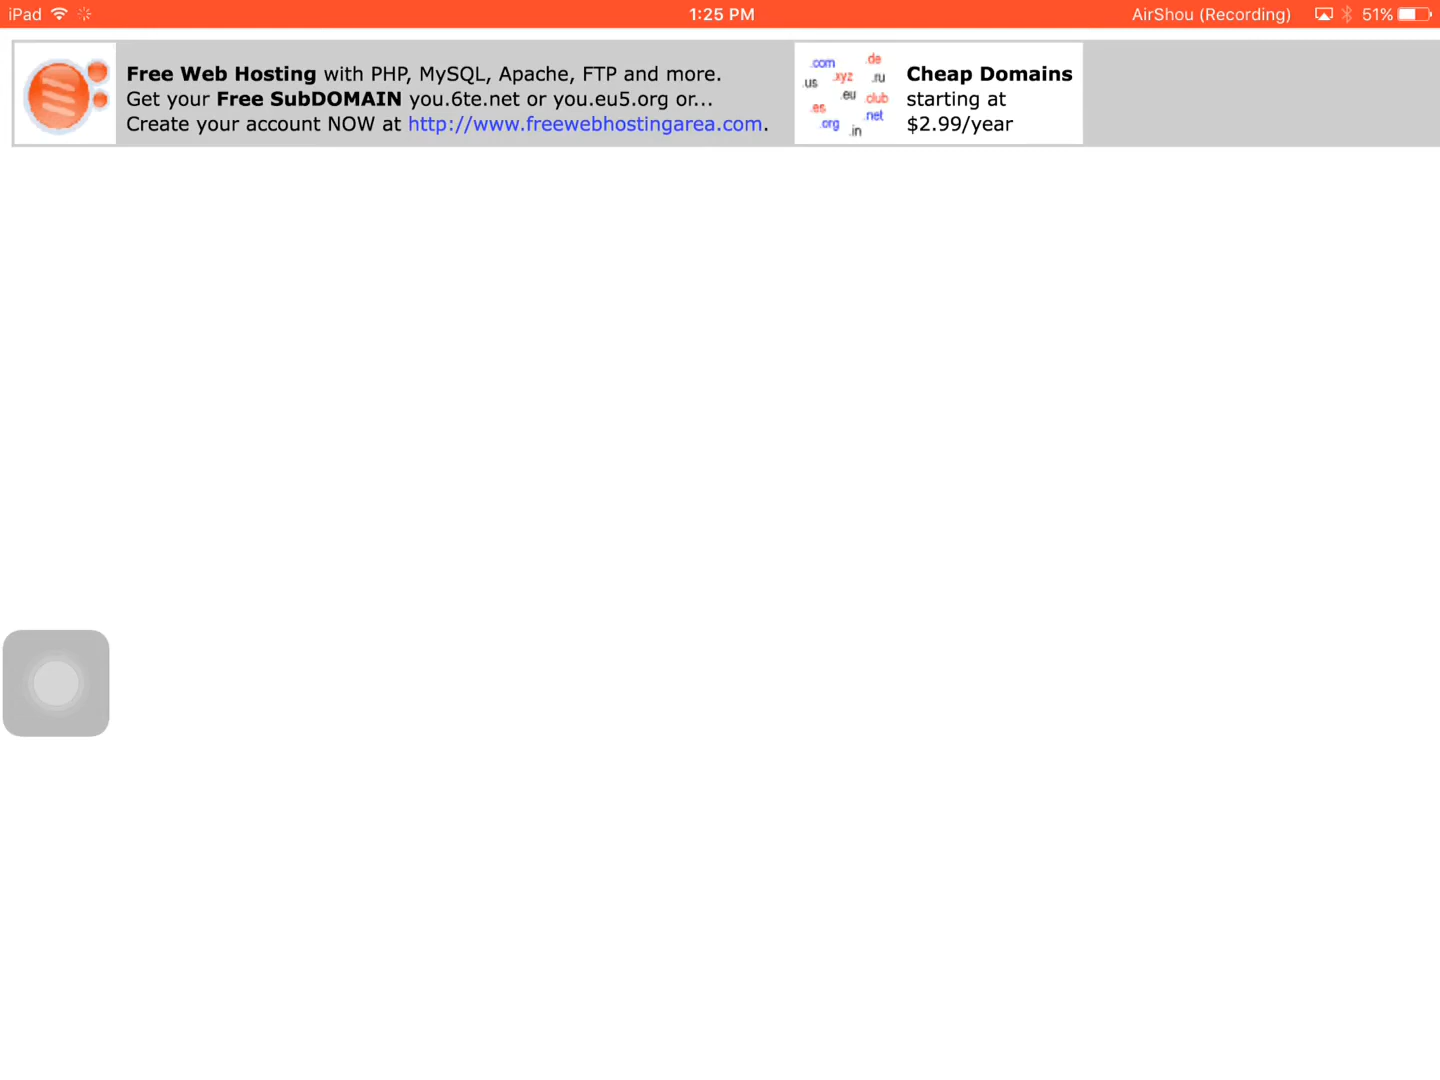 iPad 1:25 PM AirShou (Recording) 51%
Free Web Hosting with PHP, MySQL, Apache, FTP and more.
Get your Free SubDOMAIN you.6te.net or you.eu5.org or...
Create your account NOW at http://www.freewebhostingarea.com.
.com .de
.us .xyz .ru
.es .eu .club
.org .in .net
Cheap Domains
starting at
$2.99/year